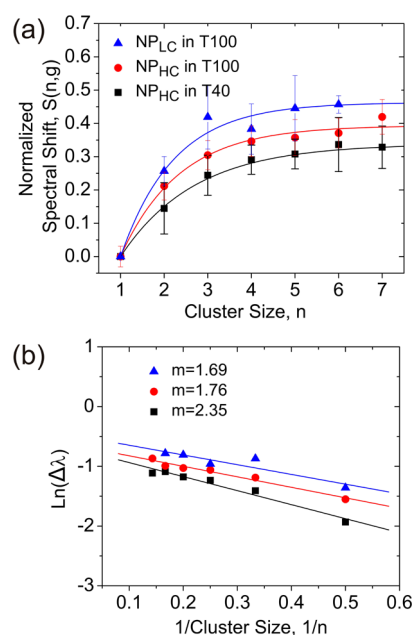 (a)
NP_LC in T100
NP_HC in T100
NP_HC in T40
Normalized
Spectral Shift, S(n,g)
0.6
0.5
0.4
0.3
0.2
0.1
0.0
1 2 3 4 5 6 7
Cluster Size, n
(b)
m=1.69
m=1.76
m=2.35
Ln(Δλ)
0
-1
-2
-3
0.1 0.2 0.3 0.4 0.5 0.6
1/Cluster Size, 1/n